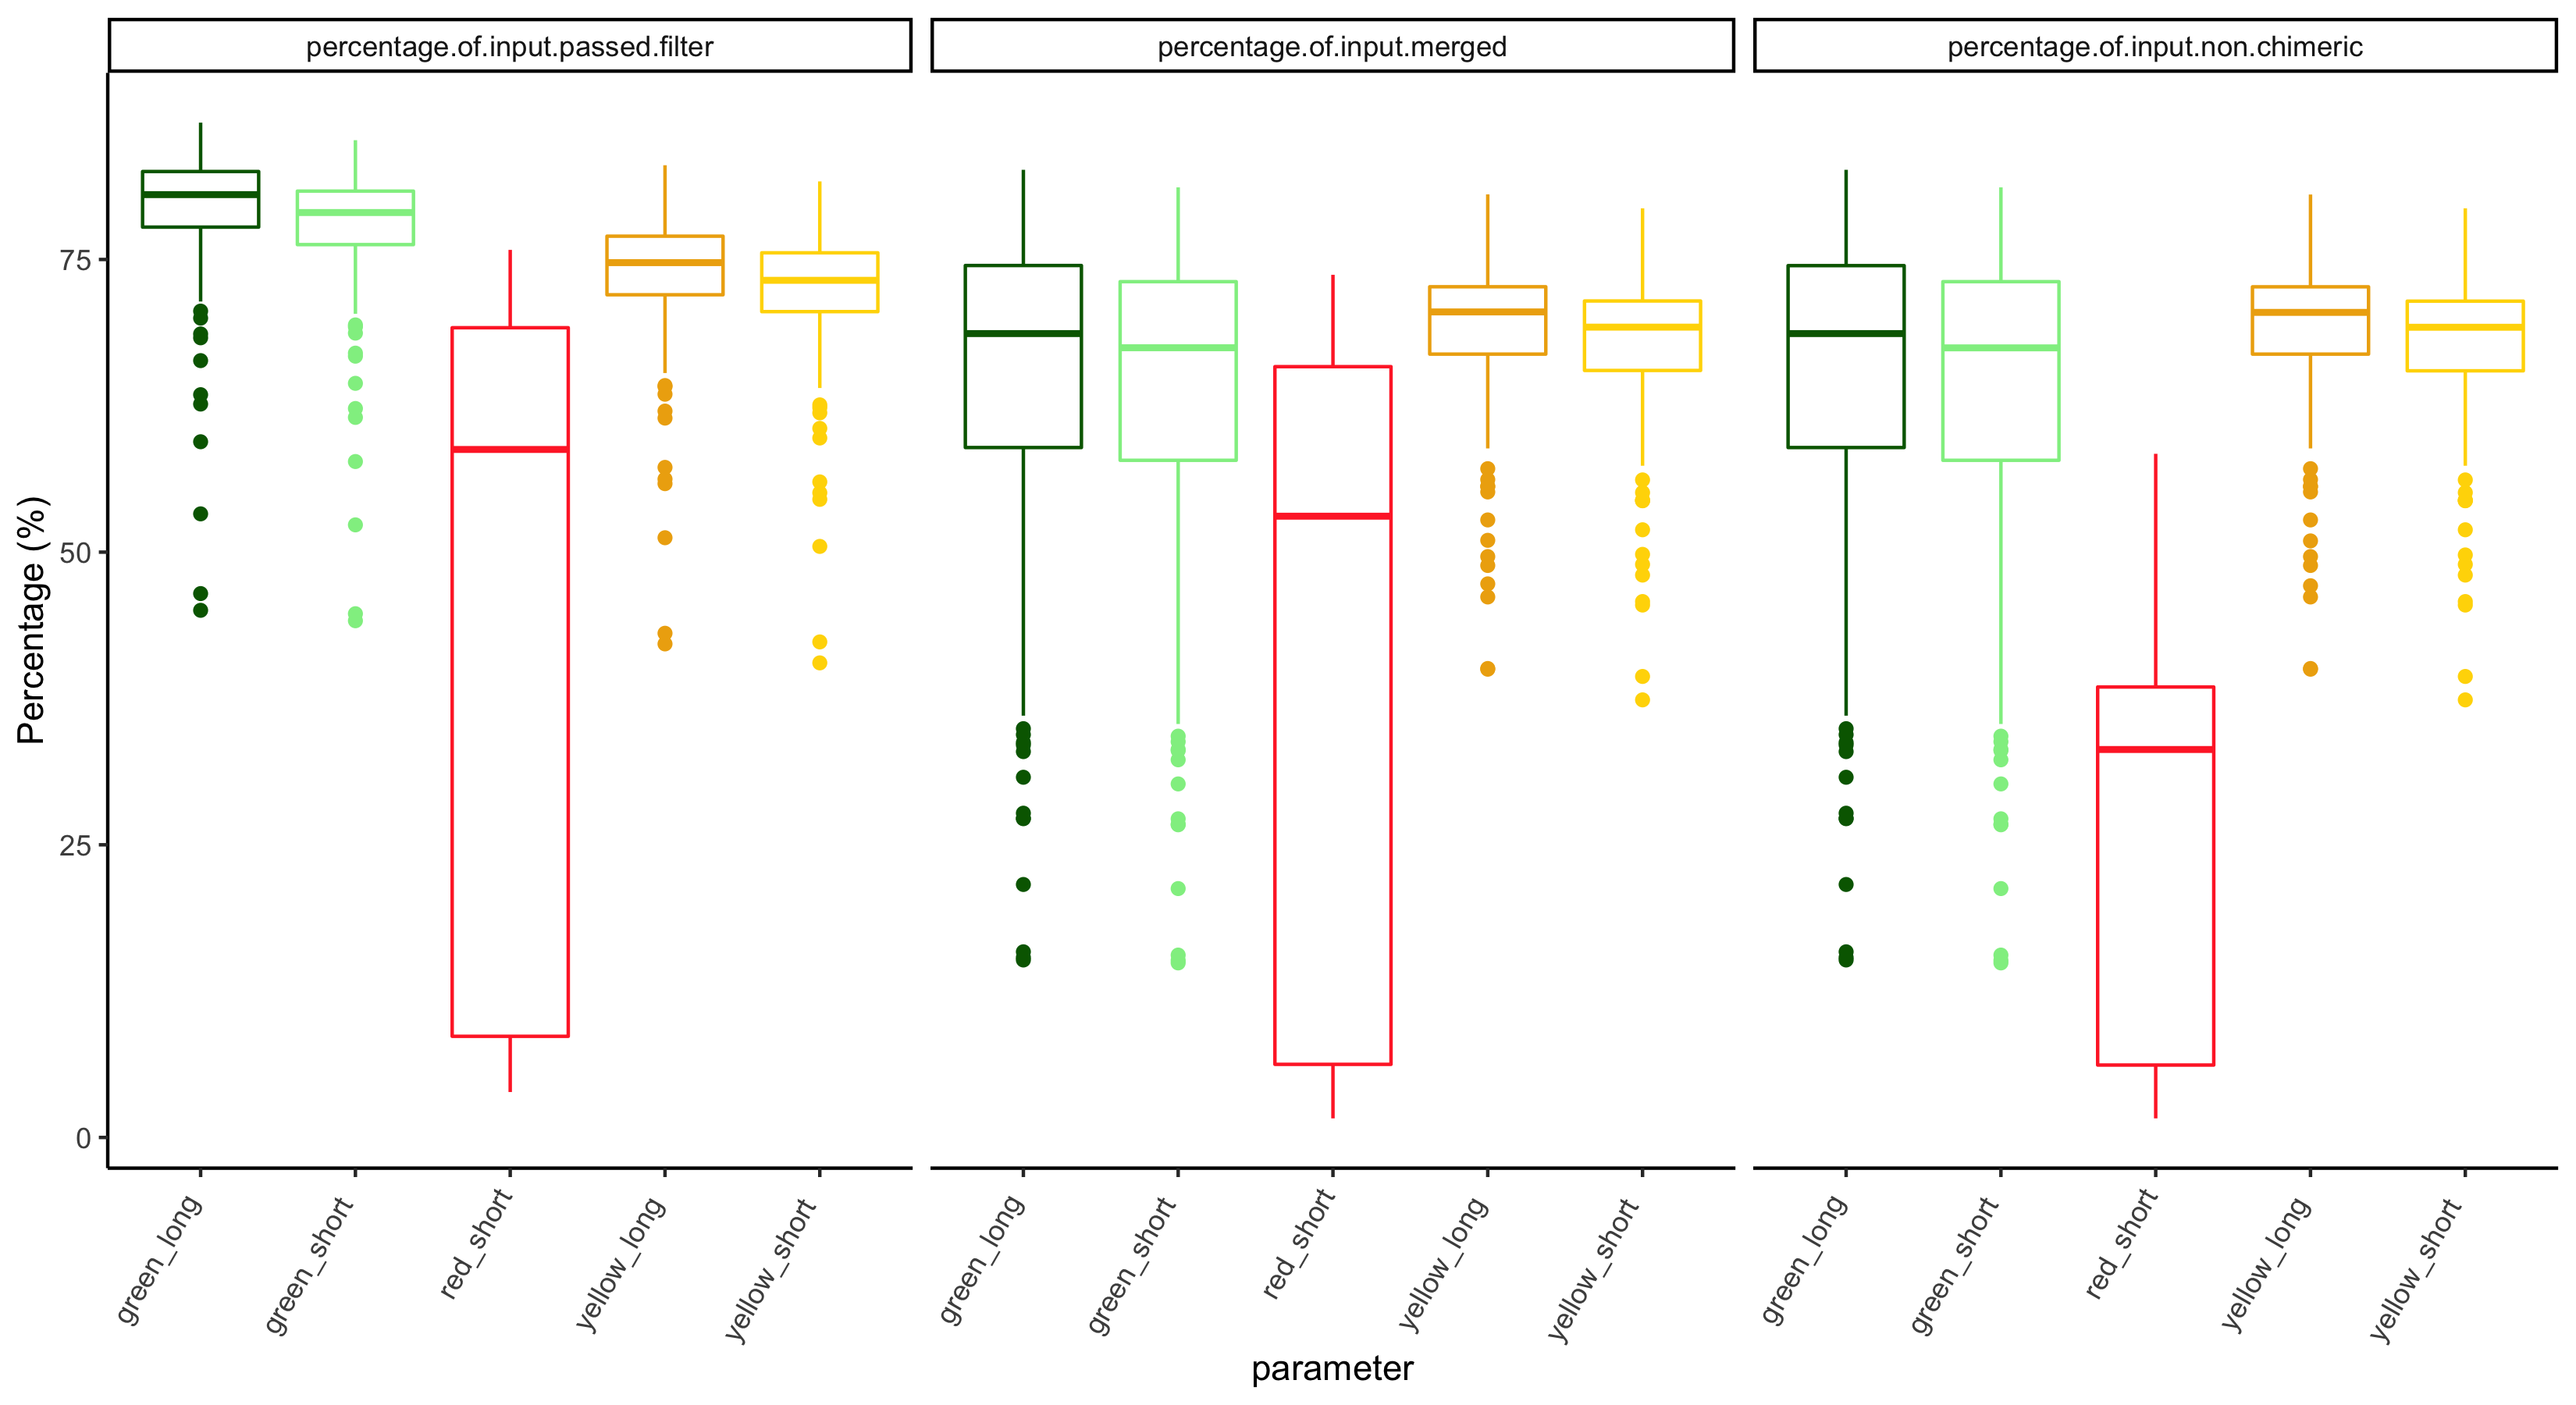 percentage.of.input.passed.filter
percentage.of.input.merged
percentage.of.input.non.chimeric
Percentage (%)
75
50
25
0
green_long
green_short
red_short
yellow_long
yellow_short
green_long
green_short
red_short
yellow_long
yellow_short
green_long
green_short
red_short
yellow_long
yellow_short
parameter